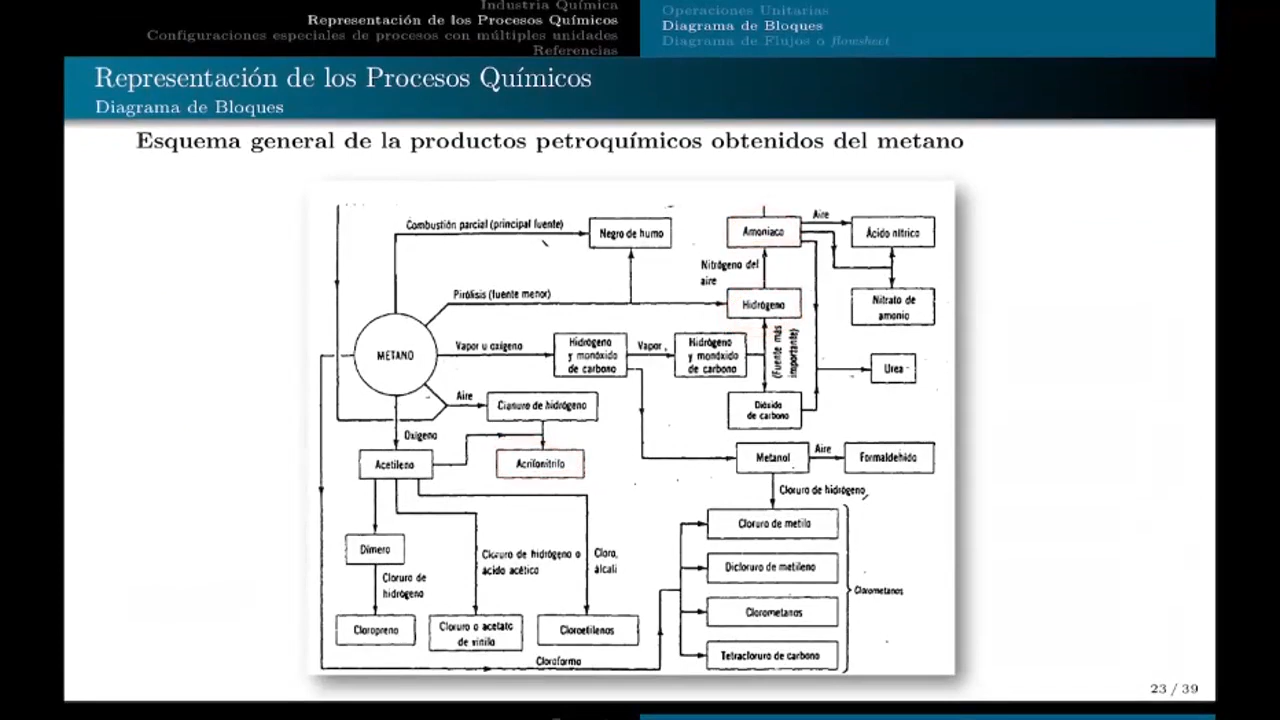 Industria Química
Representación de los Procesos Químicos
Configuraciones especiales de procesos con múltiples unidades
Referencias
Operaciones Unitarias
Diagrama de Bloques
Diagrama de Flujos o flowsheet
Representación de los Procesos Químicos
Diagrama de Bloques
Esquema general de la productos petroquímicos obtenidos del metano
Combustión parcial (principal fuente)
Negro de humo
Amoniaco
Aire
Ácido nítrico
Nitrógeno del
aire
Pirólisis (fuente menor)
Hidrógeno
Nitrato de
amonio
METANO
Vapor u oxígeno
Hidrógeno
y monóxido
de carbono
Vapor
Hidrógeno
y monóxido
de carbono
(Fuente más
importante)
Urea
Aire
Cianuro de hidrógeno
Dióxido
de carbono
Oxígeno
Acetileno
Acrilonitrilo
Metanol
Aire
Formaldehído
Cloruro de hidrógeno
Cloruro de metilo
Dímero
Cloruro de hidrógeno o
ácido acético
Cloro,
álcali
Dicloruro de metileno
Cloruro de
hidrógeno
Clorometanos
Clorometanos
Cloropreno
Cloruro o acetato
de vinilo
Cloroetilenos
Tetracloruro de carbono
Cloroformo
23 / 39